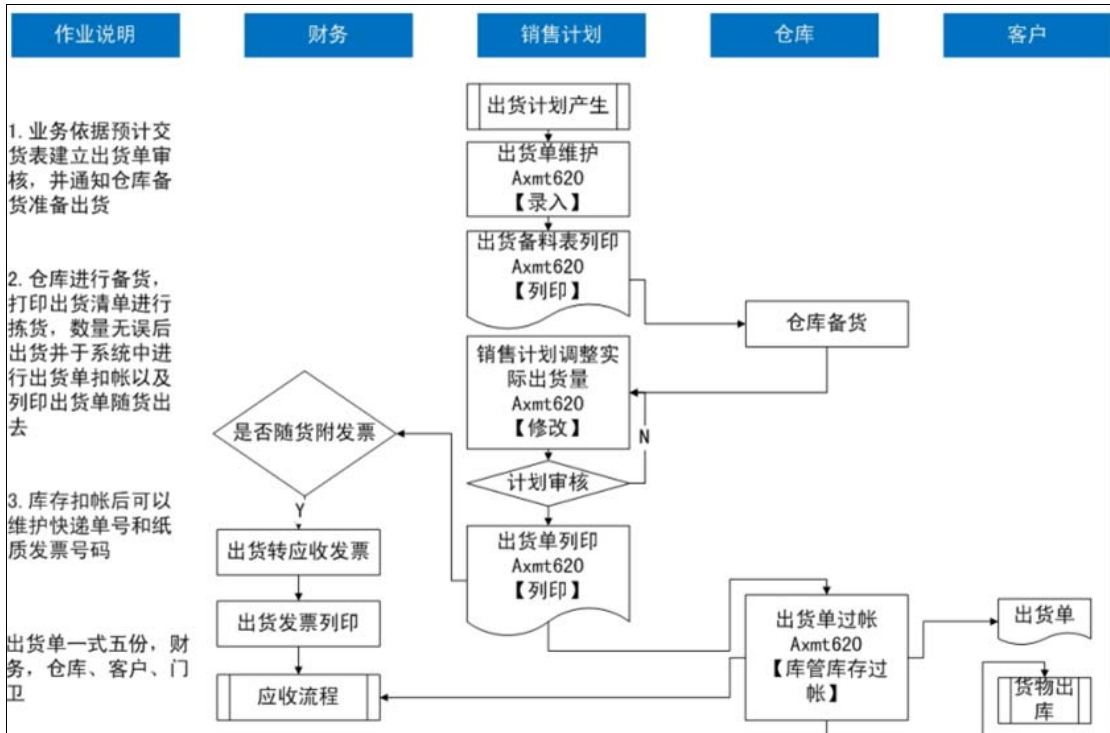 作业说明
财务
销售计划
仓库
客户
1. 业务依据预计交
货表建立出货单审
核，并通知仓库备
货准备出货
2. 仓库进行备货，
打印出货清单进行
拣货，数量无误后
出货并于系统中进
行出货单扣帐以及
列印出货单随货出
去
3. 库存扣帐后可以
维护快递单号和纸
质发票号码
出货单一式五份，财
务，仓库、客户、门
卫
出货计划产生
出货单维护
Axmt620
【录入】
出货备料表列印
Axmt620
【列印】
仓库备货
销售计划调整实
际出货量
Axmt620
【修改】
N
计划审核
是否随货附发票
Y
出货转应收发票
出货发票列印
应收流程
出货单列印
Axmt620
【列印】
出货单过帐
Axmt620
【库管库存过
帐】
出货单
货物出
库